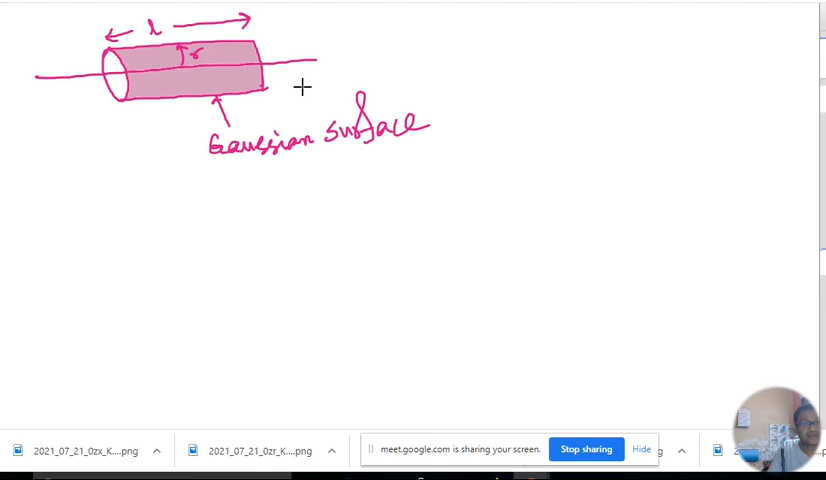 l
r
Gaussian Surface
2021_07_21_0zx_K....png
2021_07_21_0zr_K....png
meet.google.com is sharing your screen.
Stop sharing
Hide